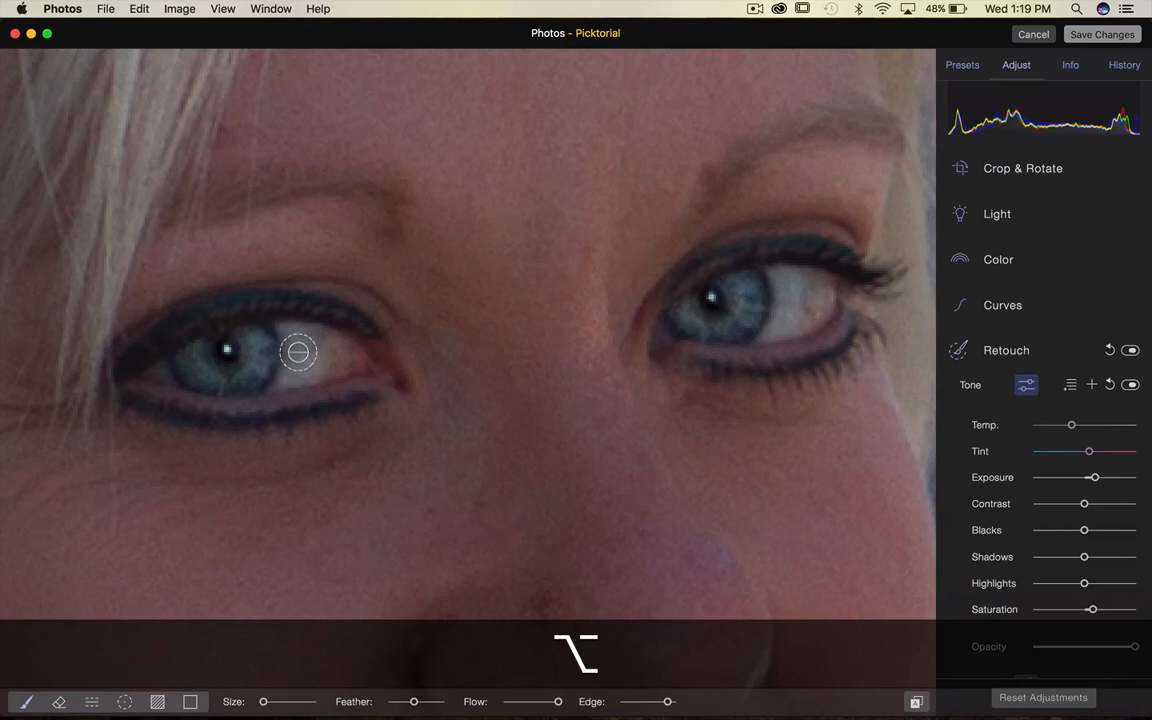 Photos File Edit Image View Window Help 48% Wed 1:19 PM
Photos - Picktorial Cancel Save Changes
Presets Adjust Info History
Crop & Rotate
Light
Color
Curves
Retouch
Tone
Temp.
Tint
Exposure
Contrast
Blacks
Shadows
Highlights
Saturation
Opacity
⌥
Size: Feather: Flow: Edge: A Reset Adjustments